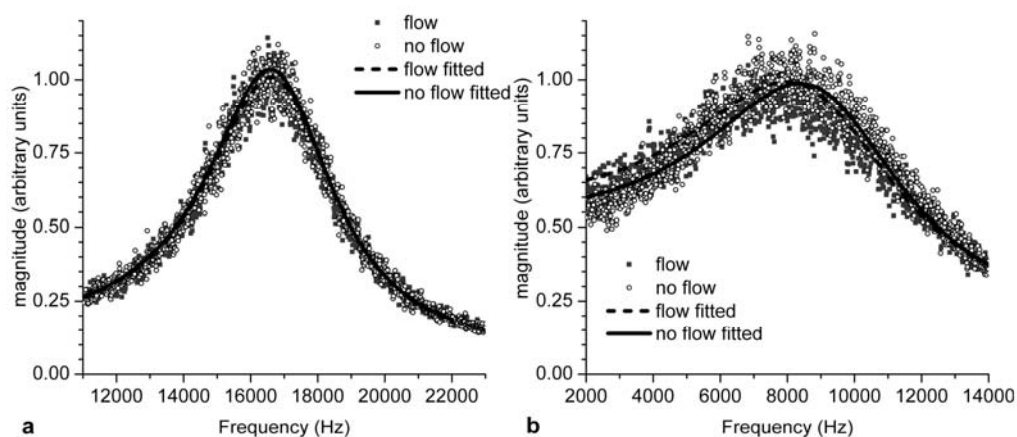 flow
no flow
flow fitted
no flow fitted
magnitude (arbitrary units)
1.00
0.75
0.50
0.25
0.00
12000 14000 16000 18000 20000 22000
Frequency (Hz)
a
magnitude (arbitrary units)
1.00
0.75
0.50
0.25
0.00
flow
no flow
flow fitted
no flow fitted
2000 4000 6000 8000 10000 12000 14000
Frequency (Hz)
b